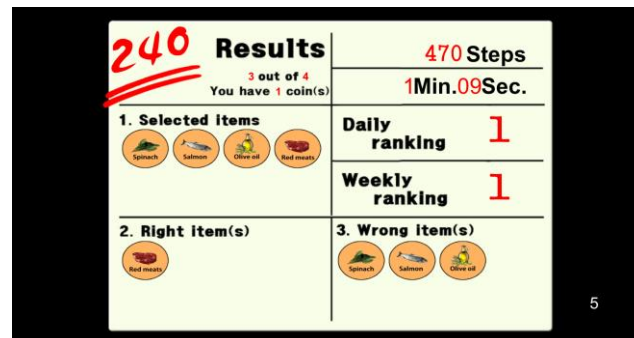 240
Results
3 out of 4
You have 1 coin(s)
470 Steps
1Min.09Sec.
1. Selected items
Spinach
Salmon
Olive oil
Red meats
Daily
ranking
1
Weekly
ranking
1
2. Right item(s)
Red meats
3. Wrong item(s)
Spinach
Salmon
Olive oil
5